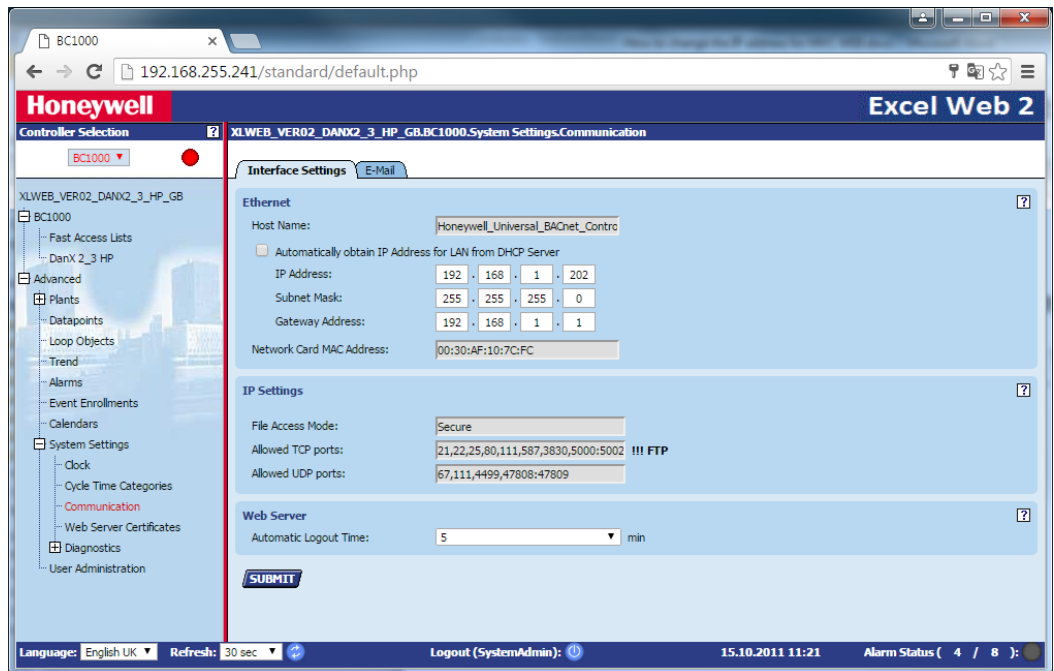 BC1000
192.168.255.241/standard/default.php
Honeywell
Excel Web 2
Controller Selection ?
XLWEB_VER02_DANX2_3_HP_GB.BC1000.System Settings.Communication
BC1000
Interface Settings E-Mail
XLWEB_VER02_DANX2_3_HP_GB
BC1000
Fast Access Lists
DanX 2_3 HP
Advanced
Plants
Datapoints
Loop Objects
Trend
Alarms
Event Enrollments
Calendars
System Settings
Clock
Cycle Time Categories
Communication
Web Server Certificates
Diagnostics
User Administration
Ethernet ?
Host Name: Honeywell_Universal_BACnet_Contro
Automatically obtain IP Address for LAN from DHCP Server
IP Address: 192 . 168 . 1 . 202
Subnet Mask: 255 . 255 . 255 . 0
Gateway Address: 192 . 168 . 1 . 1
Network Card MAC Address: 00:30:AF:10:7C:FC
IP Settings ?
File Access Mode: Secure
Allowed TCP ports: 21,22,25,80,111,587,3830,5000:5002 !!! FTP
Allowed UDP ports: 67,111,4499,47808:47809
Web Server ?
Automatic Logout Time: 5 min
SUBMIT
Language: English UK Refresh: 30 sec Logout (SystemAdmin): 15.10.2011 11:21 Alarm Status ( 4 / 8 ):